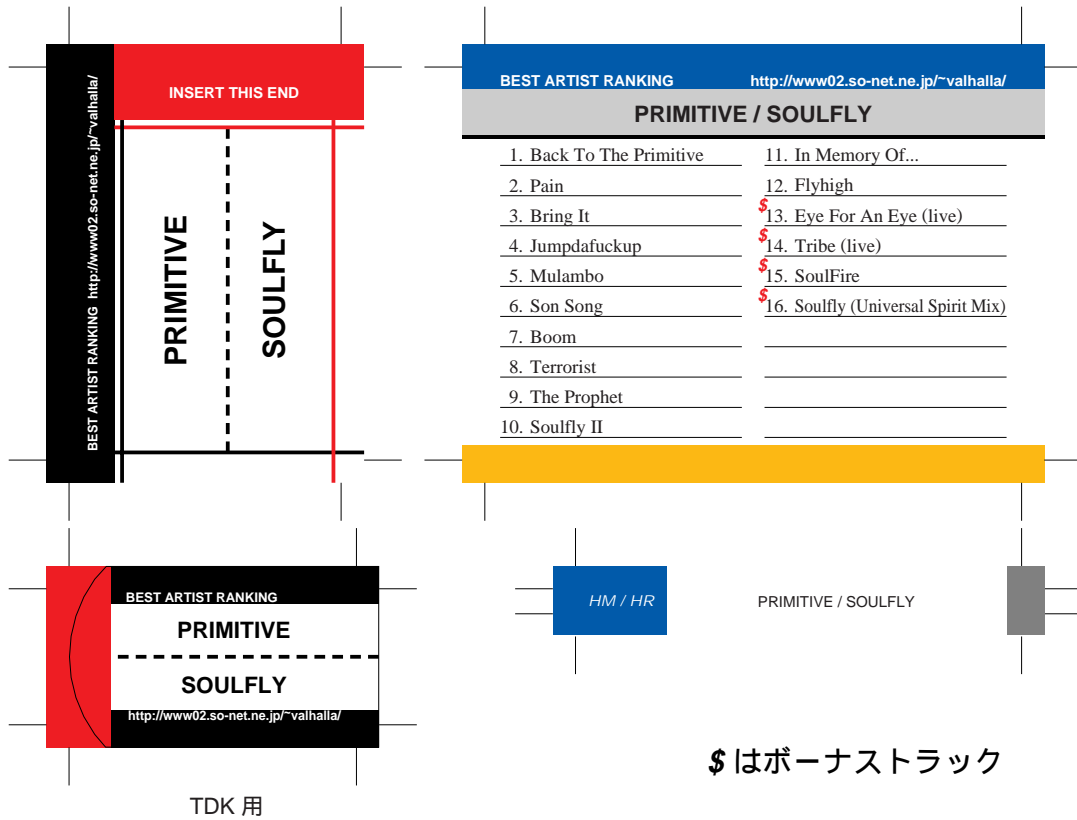 INSERT THIS END
BEST ARTIST RANKING http://www02.so-net.ne.jp/~valhalla/
PRIMITIVE
SOULFLY
BEST ARTIST RANKING http://www02.so-net.ne.jp/~valhalla/
PRIMITIVE / SOULFLY
1. Back To The Primitive
2. Pain
3. Bring It
4. Jumpdafuckup
5. Mulambo
6. Son Song
7. Boom
8. Terrorist
9. The Prophet
10. Soulfly II
11. In Memory Of...
12. Flyhigh
$13. Eye For An Eye (live)
$14. Tribe (live)
$15. SoulFire
$16. Soulfly (Universal Spirit Mix)
BEST ARTIST RANKING
PRIMITIVE
SOULFLY
http://www02.so-net.ne.jp/~valhalla/
TDK 用
HM / HR
PRIMITIVE / SOULFLY
$ はボーナストラック